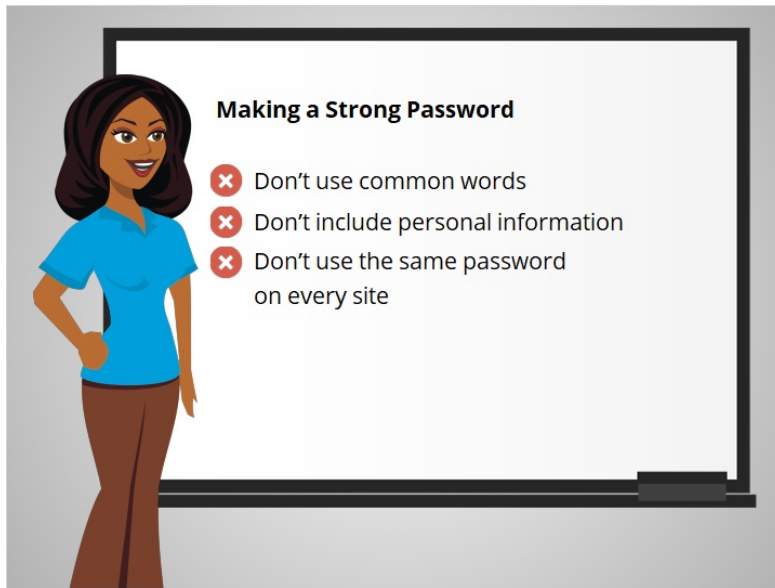 Making a Strong Password
Don’t use common words
Don’t include personal information
Don’t use the same password
on every site